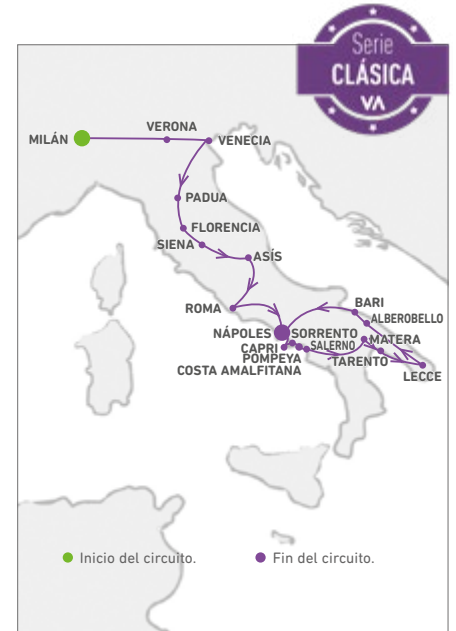 Serie
CLÁSICA
VA
MILÁN
VERONA
VENECIA
PADUA
FLORENCIA
SIENA
ASÍS
ROMA
BARI
ALBEROBELLO
NÁPOLES
SORRENTO
MATERA
CAPRI
SALERNO
POMPEYA
TARENTO
COSTA AMALFITANA
LECCE
Inicio del circuito.
Fin del circuito.